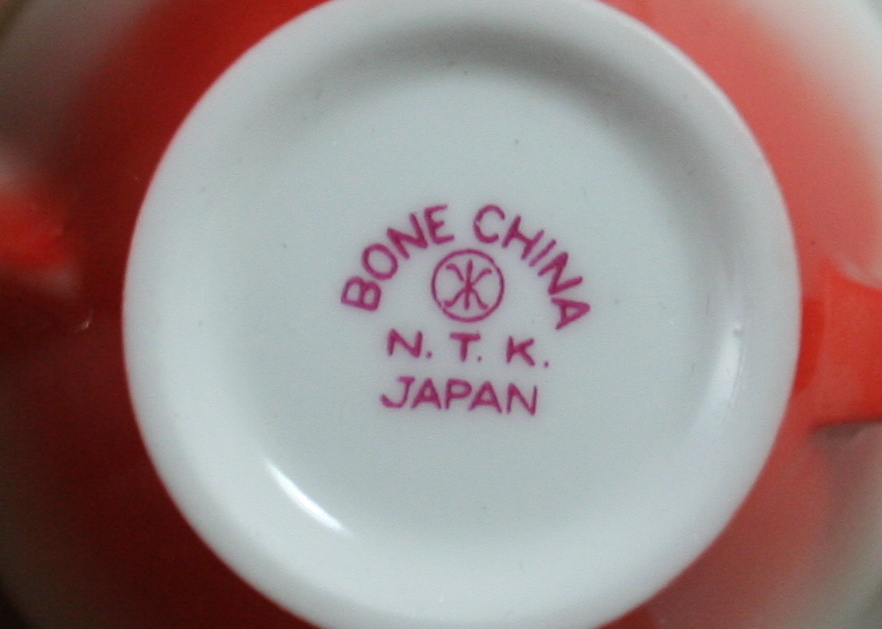 BONE CHINA
N. T. K.
JAPAN